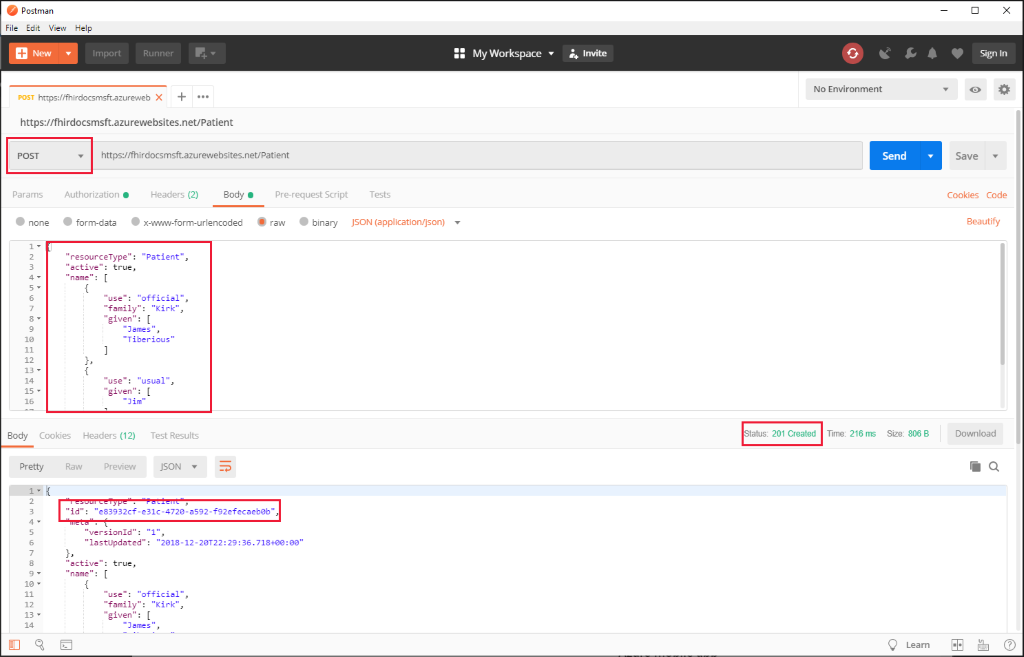 Postman
File Edit View Help
New Import Runner My Workspace Invite Sign In
POST https://fhirdocsmsft.azureweb No Environment
https://fhirdocsmsft.azurewebsites.net/Patient
POST https://fhirdocsmsft.azurewebsites.net/Patient Send Save
Params Authorization Headers (2) Body Pre-request Script Tests Cookies Code
none form-data x-www-form-urlencoded raw binary JSON (application/json) Beautify
1 {
2 "resourceType": "Patient",
3 "active": true,
4 "name": [
5 {
6 "use": "official",
7 "family": "Kirk",
8 "given": [
9 "James",
10 "Tiberious"
11 ]
12 },
13 {
14 "use": "usual",
15 "given": [
16 "Jim"
17 ]
Body Cookies Headers (12) Test Results Status: 201 Created Time: 216 ms Size: 806 B Download
Pretty Raw Preview JSON
1 {
2 "resourceType": "Patient",
3 "id": "e83932cf-e31c-4720-a592-f92efecaeb0b",
4 "meta": {
5 "versionId": "1",
6 "lastUpdated": "2018-12-20T22:29:36.718+00:00"
7 },
8 "active": true,
9 "name": [
10 {
11 "use": "official",
12 "family": "Kirk",
13 "given": [
14 "James",
Learn